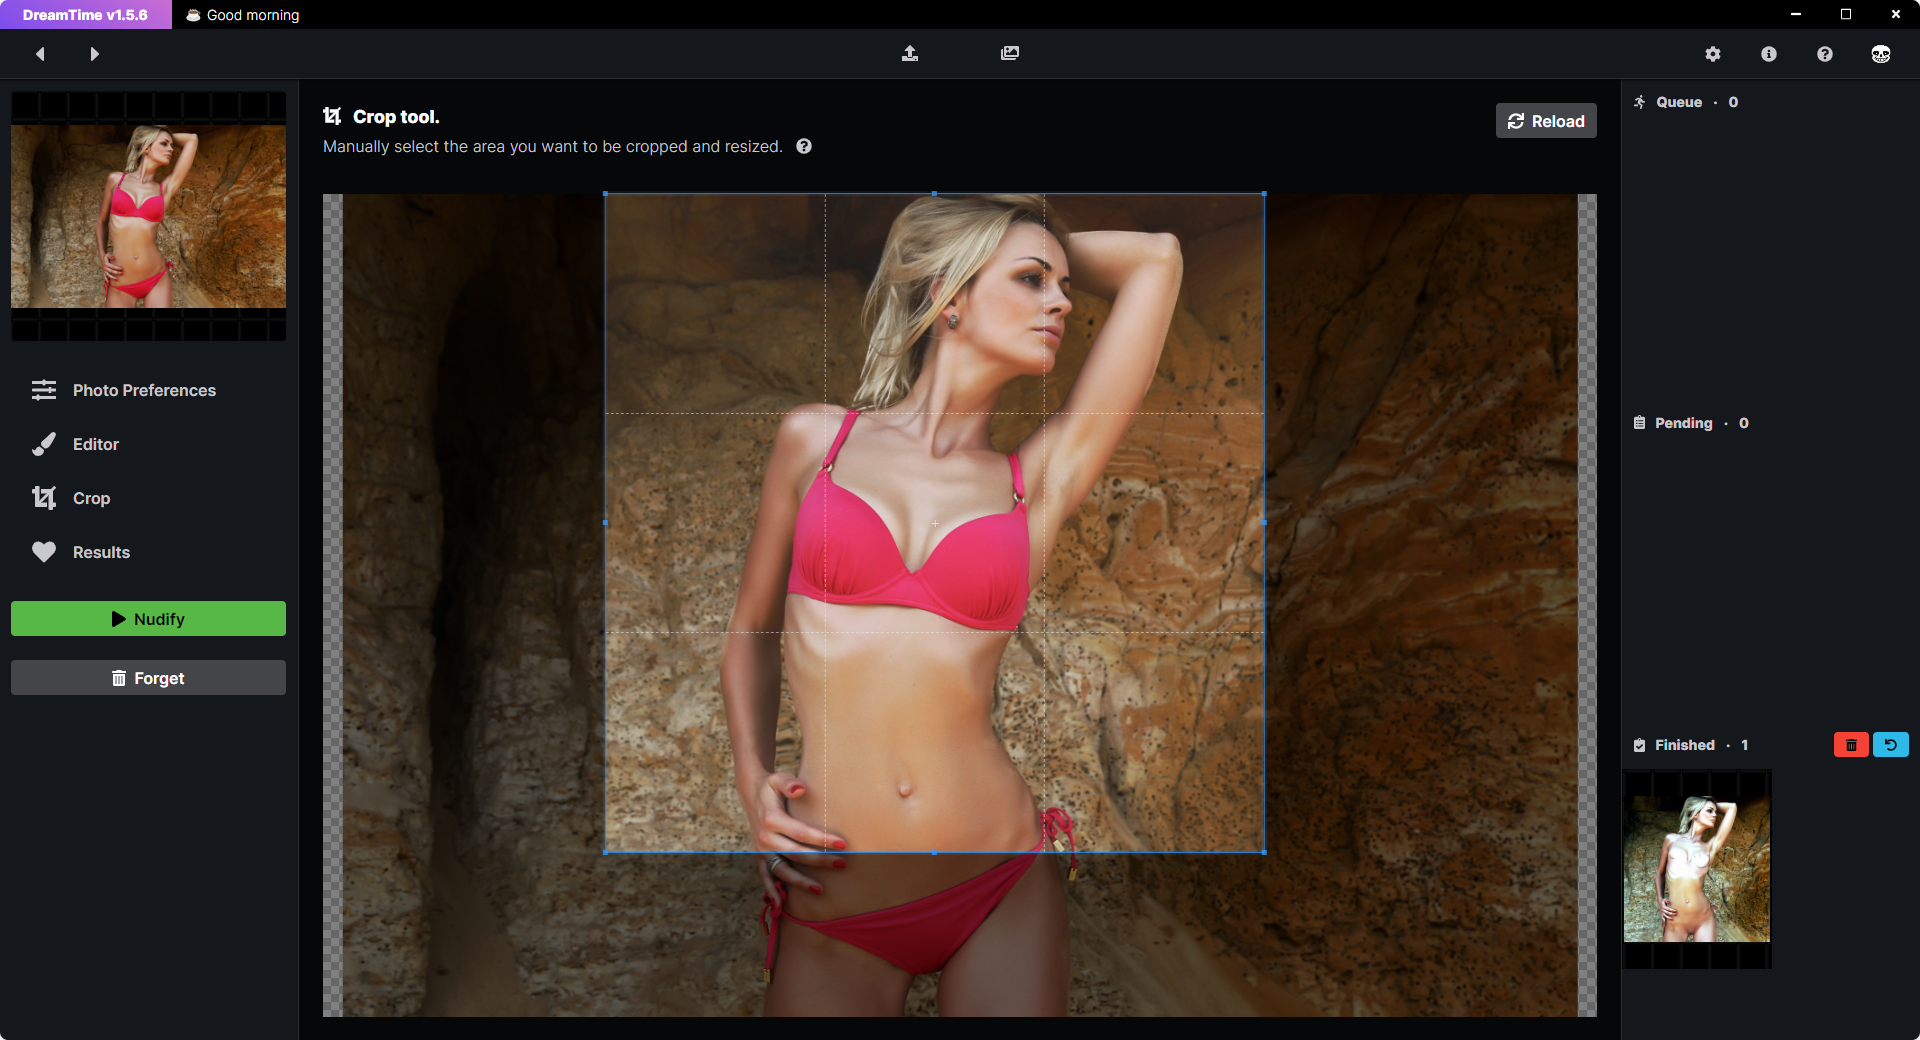 DreamTime v1.5.6
Good morning
Crop tool.
Manually select the area you want to be cropped and resized.
Reload
Photo Preferences
Editor
Crop
Results
Nudify
Forget
Queue · 0
Pending · 0
Finished · 1